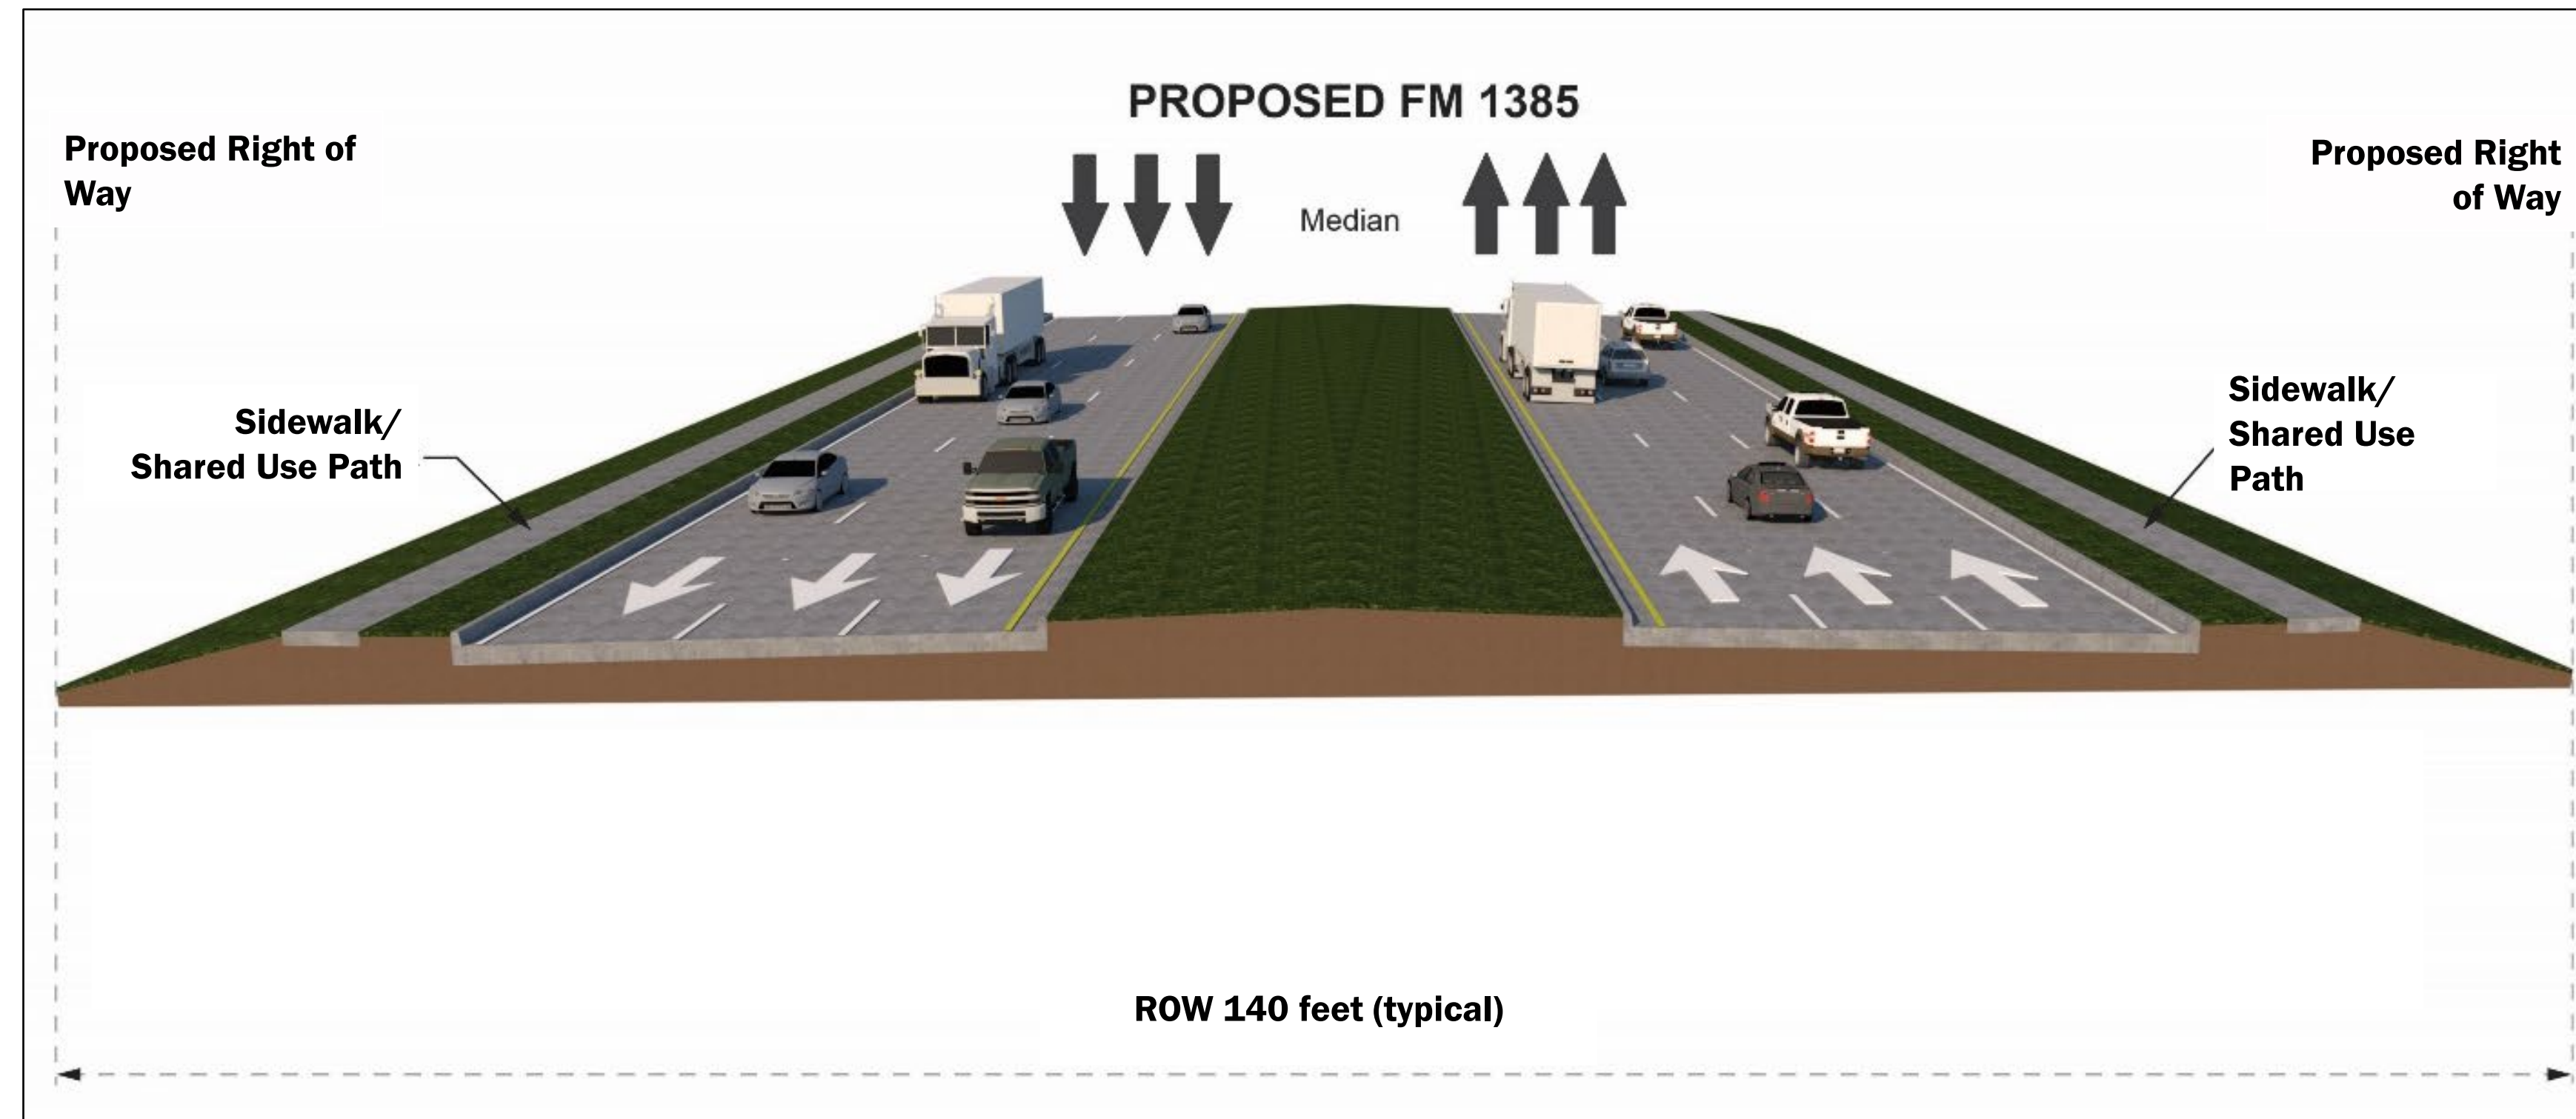 PROPOSED FM 1385
Proposed Right of
Way
Proposed Right
of Way
Median
Sidewalk/
Shared Use Path
Sidewalk/
Shared Use
Path
ROW 140 feet (typical)